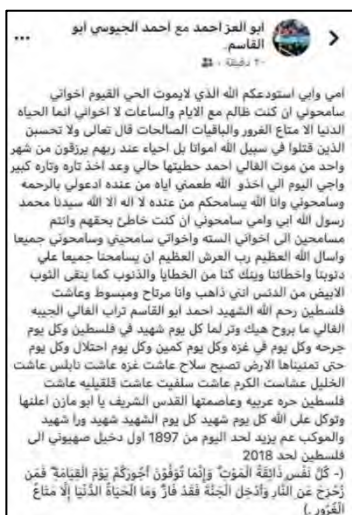 ابو العز احمد مع احمد الجيوسي ابو
القاسم.
٢٠ دقيقة
امي وابي استودعكم الله الذي لايموت الحي القيوم اخواني
سامحوني ان كنت ظالم مع الايام والساعات لا اخواني انما الحياه
الدنيا الا متاع الغرور والباقيات الصالحات قال تعالى ولا تحسبن
الذين قتلوا في سبيل الله امواتا بل احياء عند ربهم يرزقون من شهر
واحد من موت الغالي احمد حطيتها حالي وعد اخذ تاره وتاره كبير
واجي اليوم الي اخذو الله طعمني اياه من عنده ادعولي بالرحمه
وسامحوني وانا الله يسامحكم من عنده لا اله الا الله سيدنا محمد
رسول الله ابي وامي سامحوني ان كنت خاطئ بحقهم وانتم
مسامحين الى اخواني السته واخواتي سامحيني وسامحوني جميعا
واسال الله العظيم رب العرش العظيم ان يسامحنا جميعا علي
دنوبنا واخطائنا وينك كنا من الخطايا والذنوب كما ينقى الثوب
الابيض من الدنس انني ذاهب وانا مرتاح ومبسوط وعاشت
فلسطين رحم الله الشهيد احمد ابو القاسم تراب الغالي الجيبه
الغالي ما بروح هيك وتر لما كل يوم شهيد في فلسطين وكل يوم
جرحه وكل يوم في غزه وكل يوم كمين وكل يوم احتلال وكل يوم
حتى تمنيناها الارض تصبح سلاح عاشت غزه عاشت نابلس عاشت
الخليل عشاست الكرم عاشت سلفيت عاشت قلقيليه عاشت
فلسطين حره عربيه وعاصمتها القدس الشريف يا ابو مازن اعلنها
وتوكل على الله كل يوم شهيد كل يوم الشهيد شهيد ورا شهيد
والموكب عم يزيد لحد اليوم من 1897 اول دخيل صهيوني الى
فلسطين لحد 2018
(- كُلُّ نَفْسٍ ذَائِقَةُ الْمَوْتِ وَإِنَّمَا تُوَفَّوْنَ أُجُورَكُمْ يَوْمَ الْقِيَامَةِ فَمَن
زُحْزِحَ عَنِ النَّارِ وَأُدْخِلَ الْجَنَّةَ فَقَدْ فَازَ وَمَا الْحَيَاةُ الدُّنْيَا إِلَّا مَتَاعُ
الْغُرُورِ )